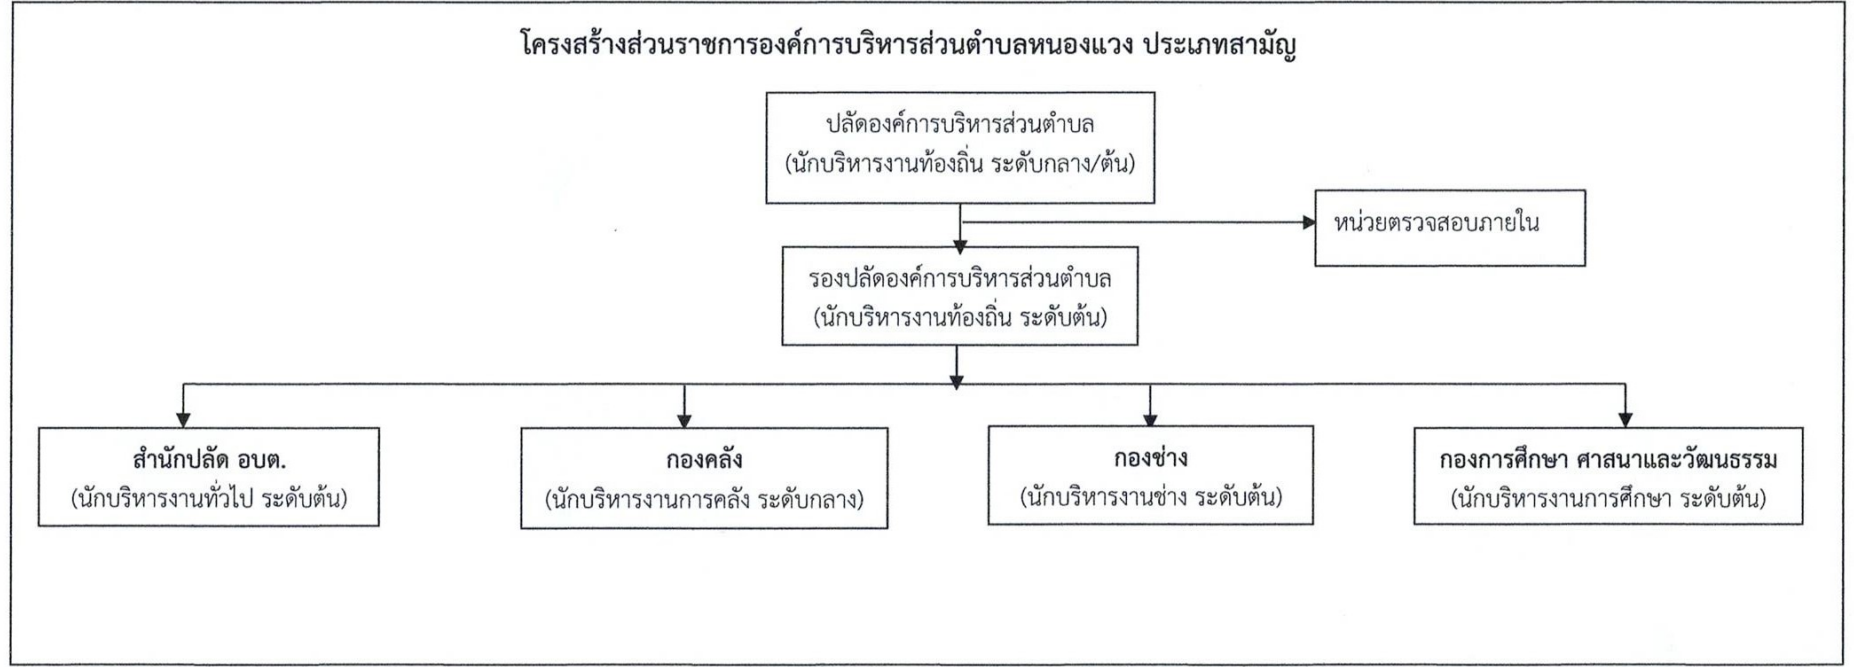 โครงสร้างส่วนราชการองค์การบริหารส่วนตำบลหนองแวง ประเภทสามัญ
ปลัดองค์การบริหารส่วนตำบล
(นักบริหารงานท้องถิ่น ระดับกลาง/ต้น)
หน่วยตรวจสอบภายใน
รองปลัดองค์การบริหารส่วนตำบล
(นักบริหารงานท้องถิ่น ระดับต้น)
สำนักปลัด อบต.
(นักบริหารงานทั่วไป ระดับต้น)
กองคลัง
(นักบริหารงานการคลัง ระดับกลาง)
กองช่าง
(นักบริหารงานช่าง ระดับต้น)
กองการศึกษา ศาสนาและวัฒนธรรม
(นักบริหารงานการศึกษา ระดับต้น)